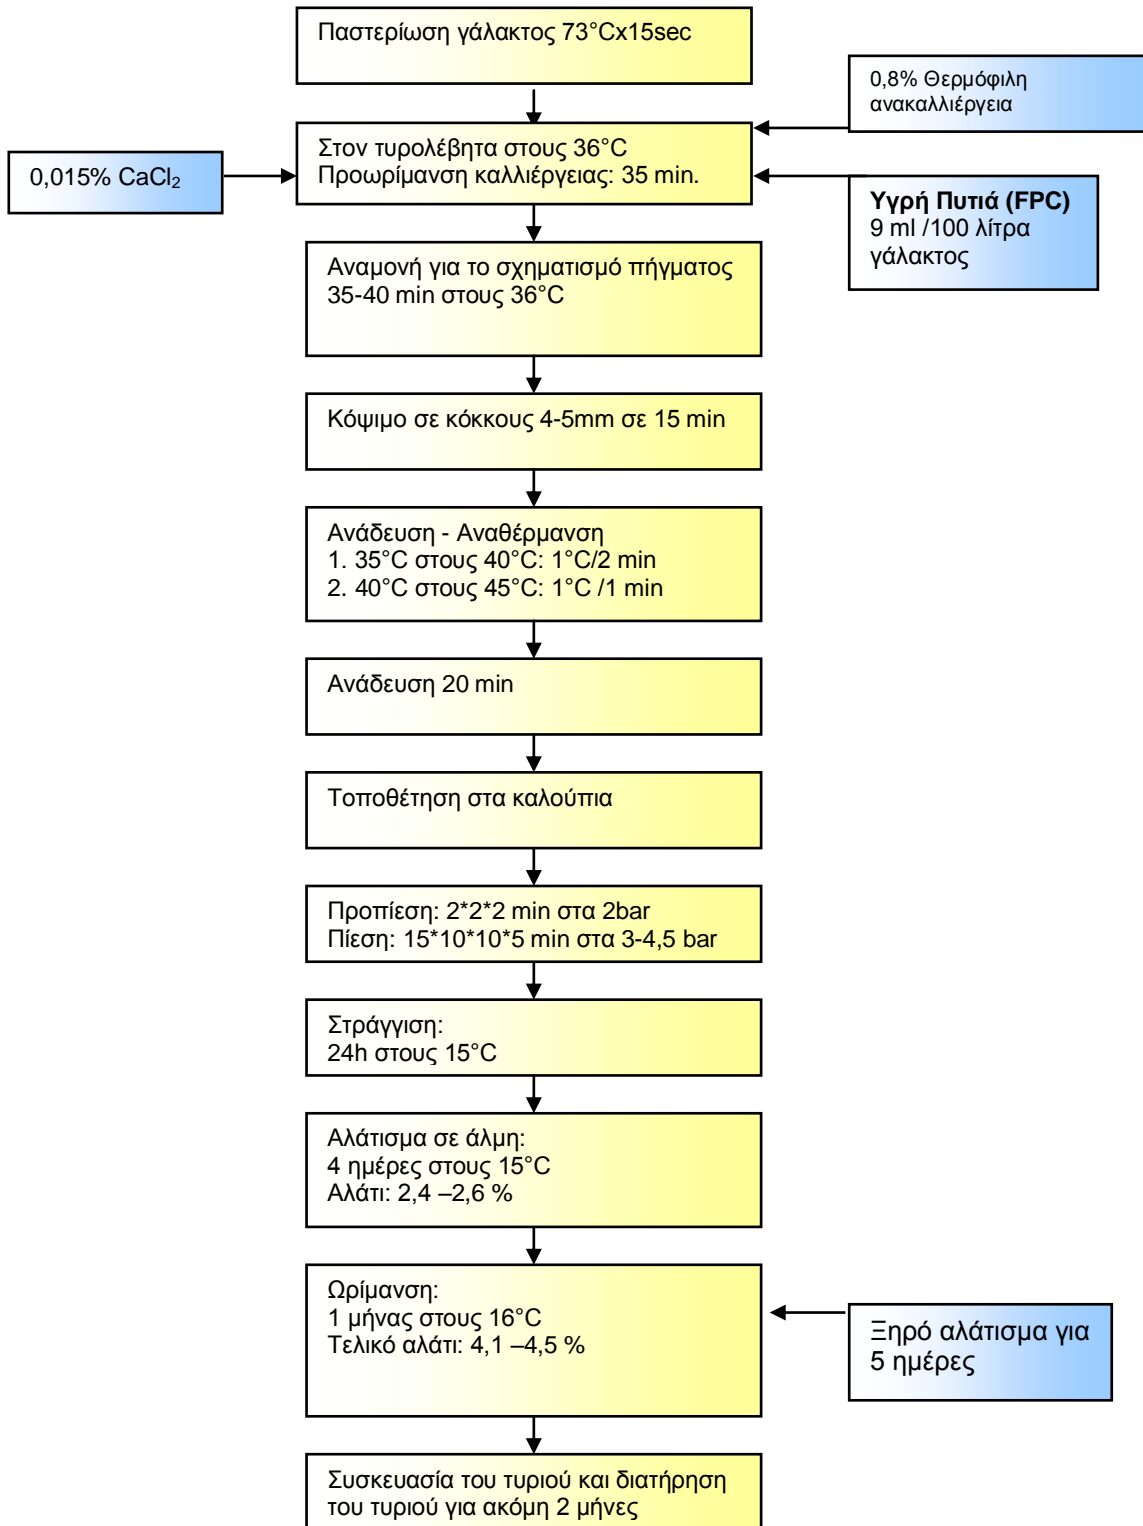 Παστερίωση γάλακτος 73°Cx15sec
0,8% Θερμόφιλη
ανακαλλιέργεια
Στον τυρολέβητα στους 36°C
Προωρίμανση καλλιέργειας: 35 min.
0,015% CaCl₂
Υγρή Πυτιά (FPC)
9 ml /100 λίτρα
γάλακτος
Αναμονή για το σχηματισμό πήγματος
35-40 min στους 36°C
Κόψιμο σε κόκκους 4-5mm σε 15 min
Ανάδευση - Αναθέρμανση
1. 35°C στους 40°C: 1°C/2 min
2. 40°C στους 45°C: 1°C /1 min
Ανάδευση 20 min
Τοποθέτηση στα καλούπια
Προπίεση: 2*2*2 min στα 2bar
Πίεση: 15*10*10*5 min στα 3-4,5 bar
Στράγγιση:
24h στους 15°C
Αλάτισμα σε άλμη:
4 ημέρες στους 15°C
Αλάτι: 2,4 –2,6 %
Ωρίμανση:
1 μήνας στους 16°C
Τελικό αλάτι: 4,1 –4,5 %
Ξηρό αλάτισμα για
5 ημέρες
Συσκευασία του τυριού και διατήρηση
του τυριού για ακόμη 2 μήνες